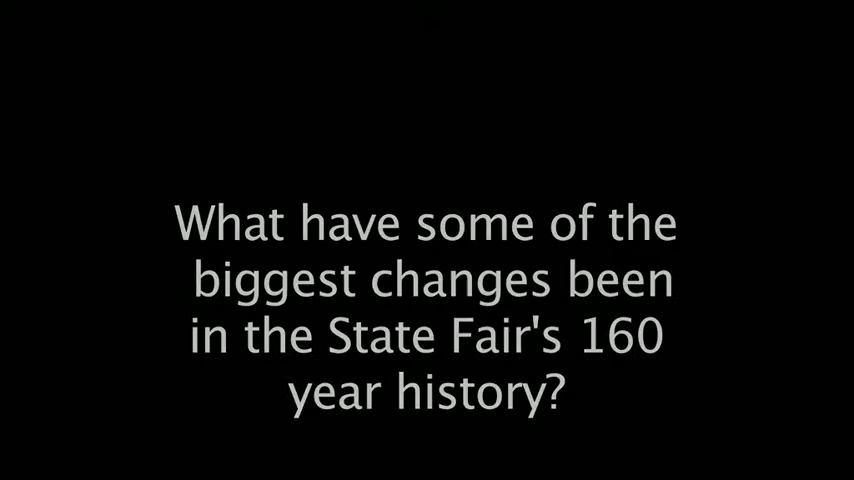 What have some of the
biggest changes been
in the State Fair's 160
year history?